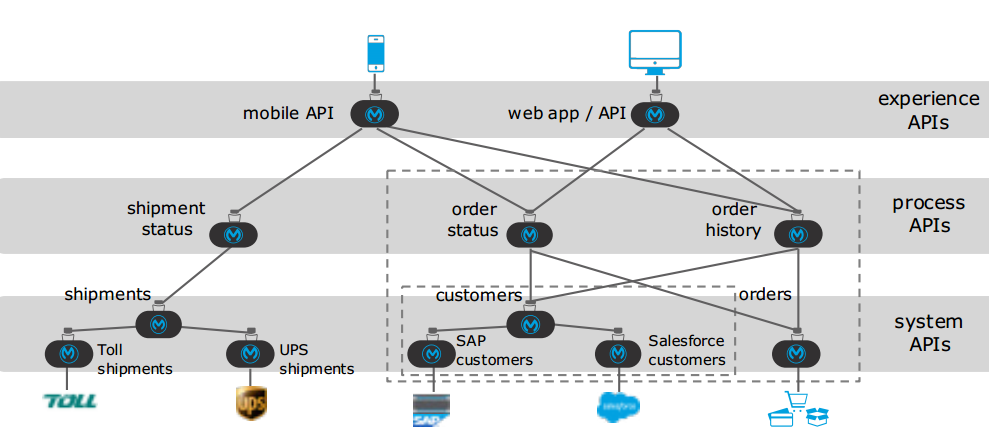 mobile API
web app / API
experience
APIs
shipment
status
order
status
order
history
process
APIs
shipments
customers
orders
Toll
shipments
UPS
shipments
SAP
customers
Salesforce
customers
system
APIs
TOLL
ups
SAP
salesforce